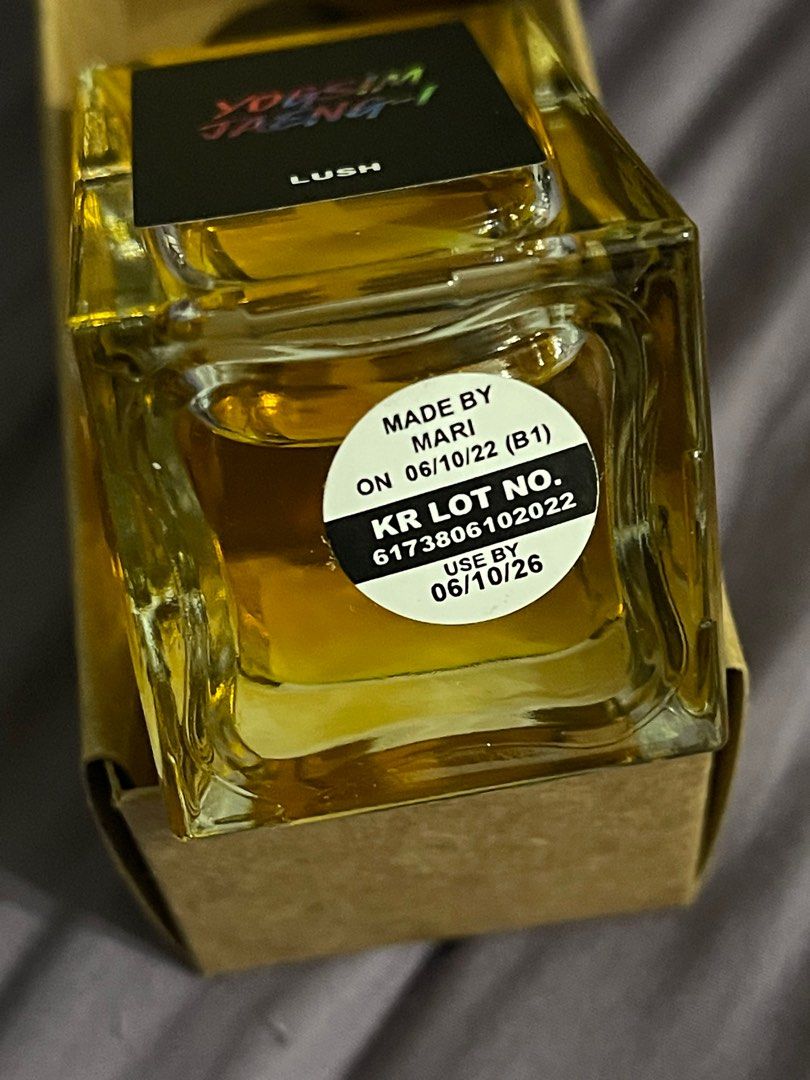 YOGSIM
JAENG-I
LUSH
MADE BY
MARI
ON 06/10/22 (B1)
KR LOT NO.
6173806102022
USE BY
06/10/26